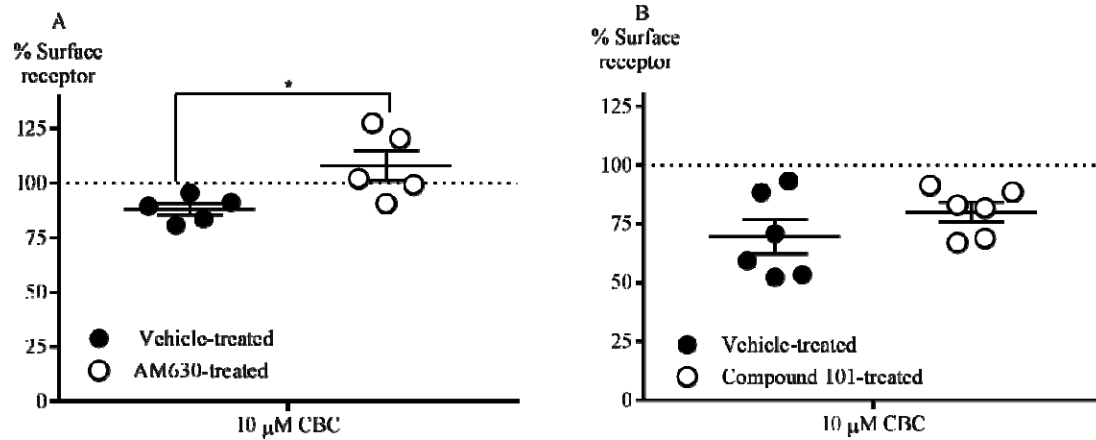 A
% Surface
receptor
*
125
100
75
50
25
0
Vehicle-treated
AM630-treated
10 μM CBC
B
% Surface
receptor
125
100
75
50
25
0
Vehicle-treated
Compound 101-treated
10 μM CBC